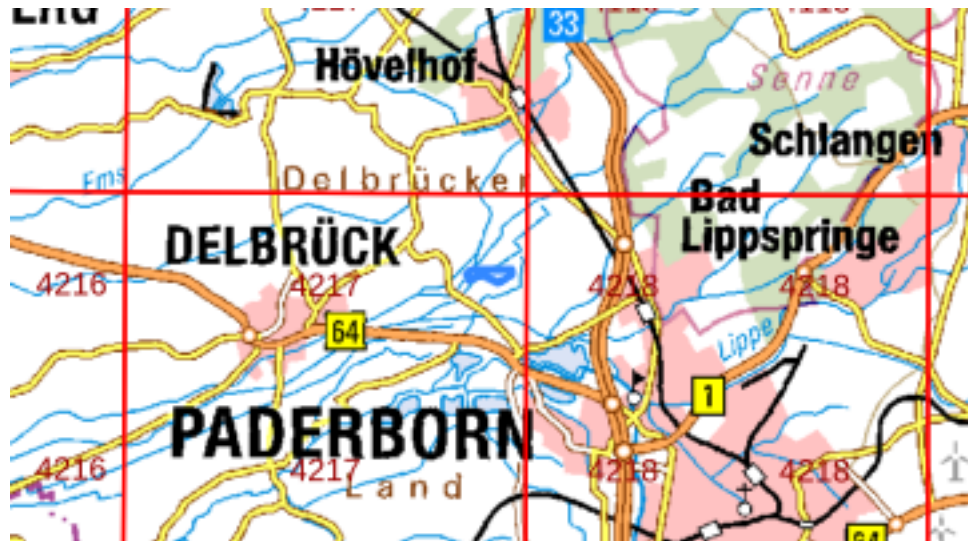 33
Hövelhof
Senne
Schlangen
Ems
Delbrücker
Bad
Lippspringe
DELBRÜCK
4216
4217
4218
4218
64
Lippe
1
PADERBORN
4216
4217
4218
4218
Land
64